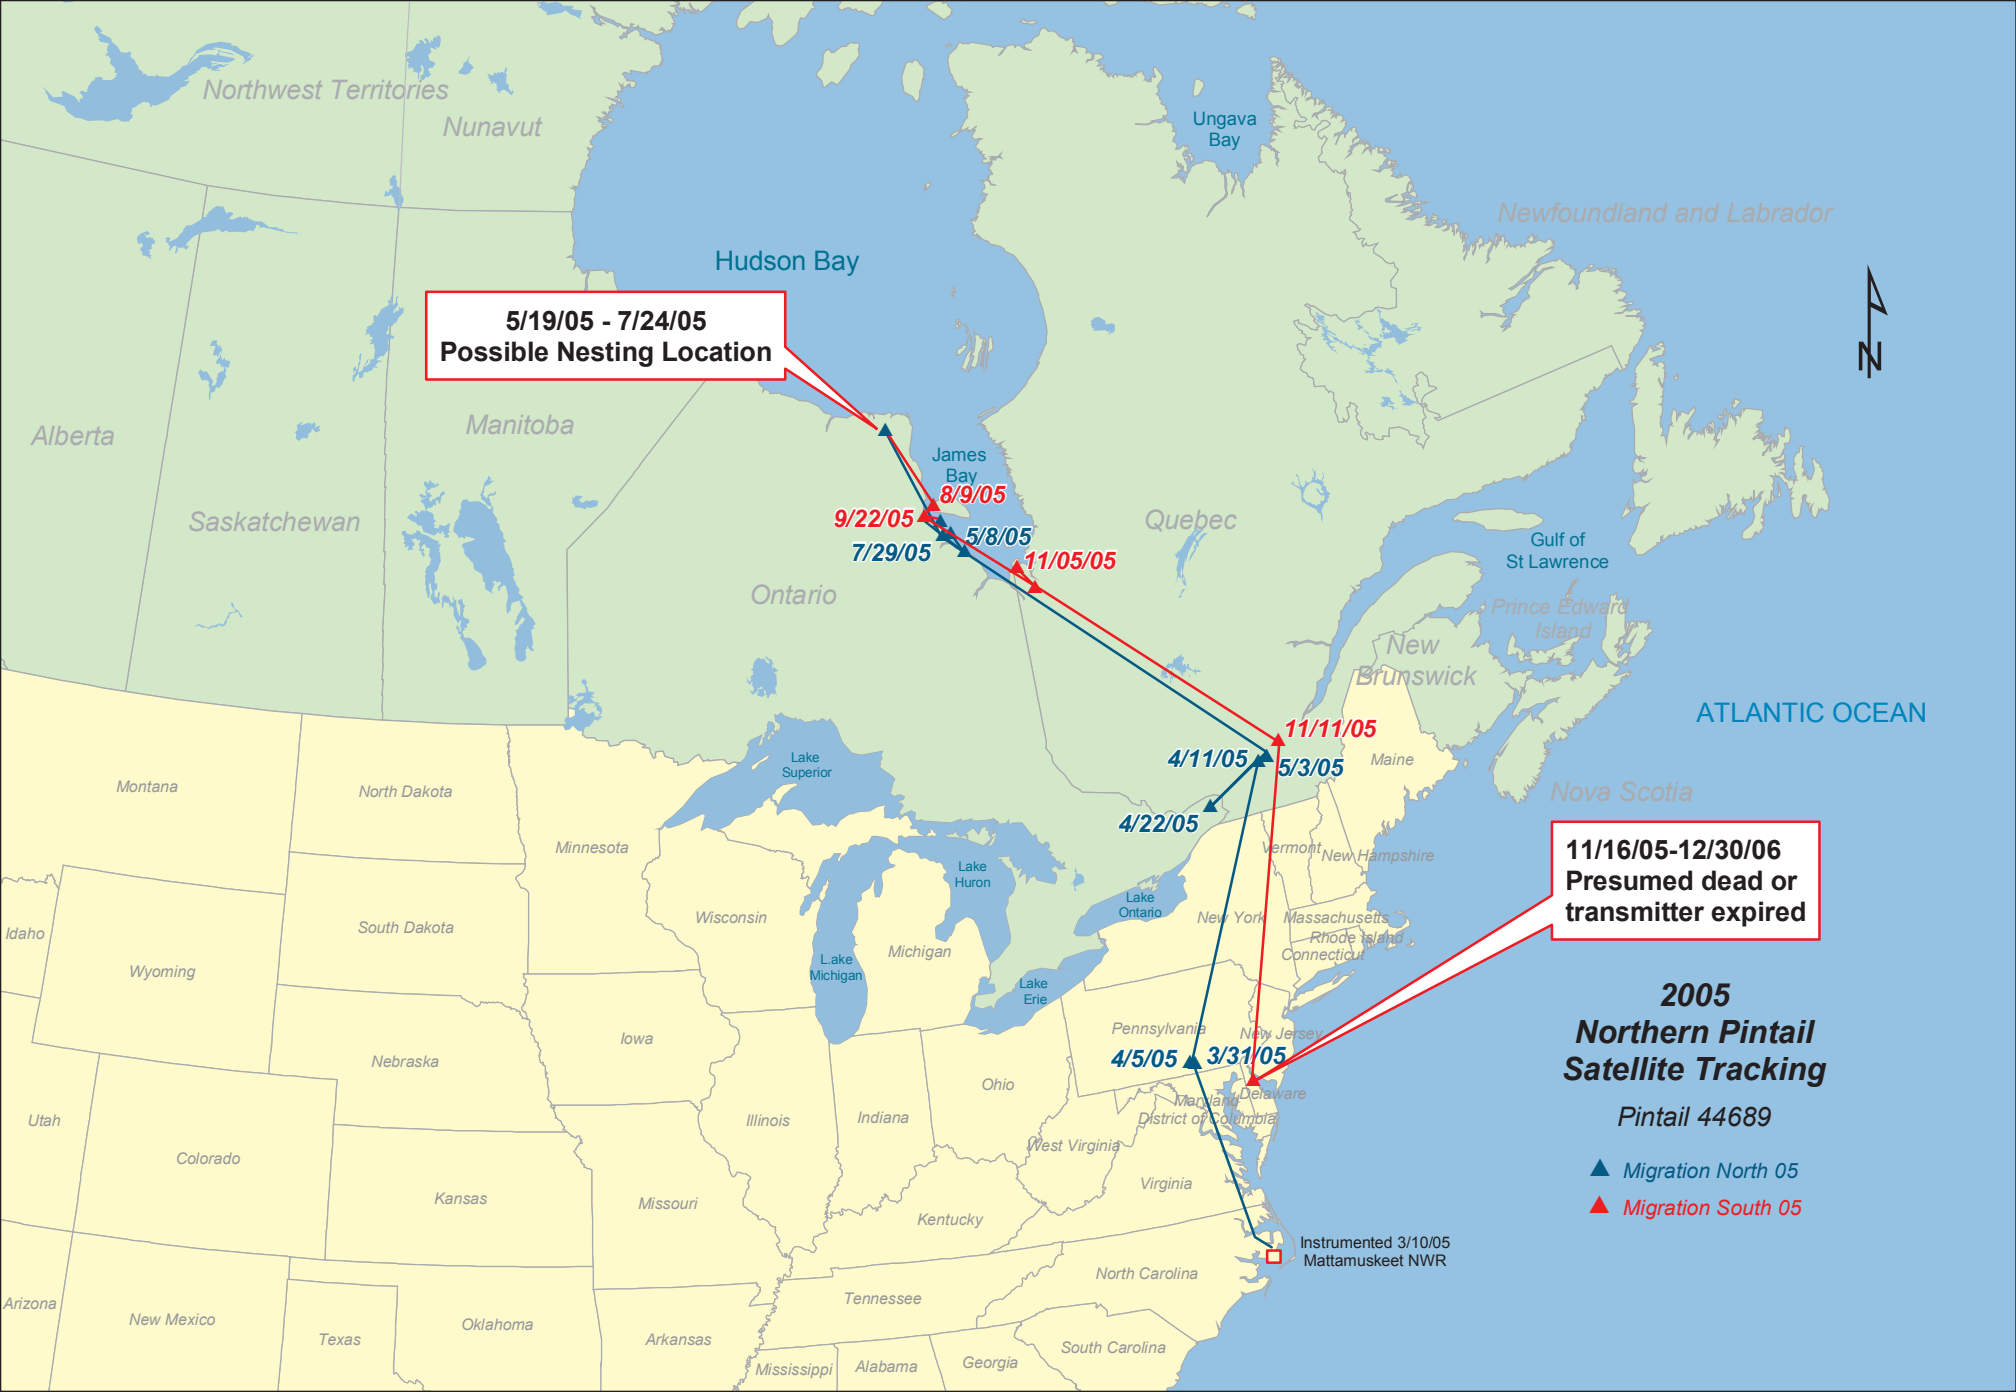 Northwest Territories
Nunavut
Ungava
Bay
Newfoundland and Labrador
Hudson Bay
5/19/05 - 7/24/05
Possible Nesting Location
N
Alberta
Manitoba
James
Bay
8/9/05
Saskatchewan
9/22/05
Quebec
5/8/05
7/29/05
Gulf of
St Lawrence
11/05/05
Ontario
Prince Edward
Island
New
Brunswick
ATLANTIC OCEAN
11/11/05
4/11/05
5/3/05
Maine
Lake
Superior
Montana
North Dakota
Nova Scotia
4/22/05
Minnesota
Vermont
New Hampshire
11/16/05-12/30/06
Presumed dead or
transmitter expired
Lake
Huron
Lake
Ontario
Wisconsin
New York
Massachusetts
South Dakota
Idaho
Rhode Island
Michigan
Connecticut
Wyoming
L.ake
Michigan
Lake
Erie
2005
Northern Pintail
Satellite Tracking
Pintail 44689
Migration North 05
Migration South 05
Pennsylvania
New Jersey
Iowa
Nebraska
4/5/05
3/31/05
Ohio
Delaware
Maryland
District of Columbia
Utah
Illinois
Indiana
West Virginia
Colorado
Virginia
Kansas
Missouri
Kentucky
Instrumented 3/10/05
Mattamuskeet NWR
North Carolina
Tennessee
Arizona
New Mexico
Texas
Oklahoma
Arkansas
South Carolina
Mississippi
Alabama
Georgia